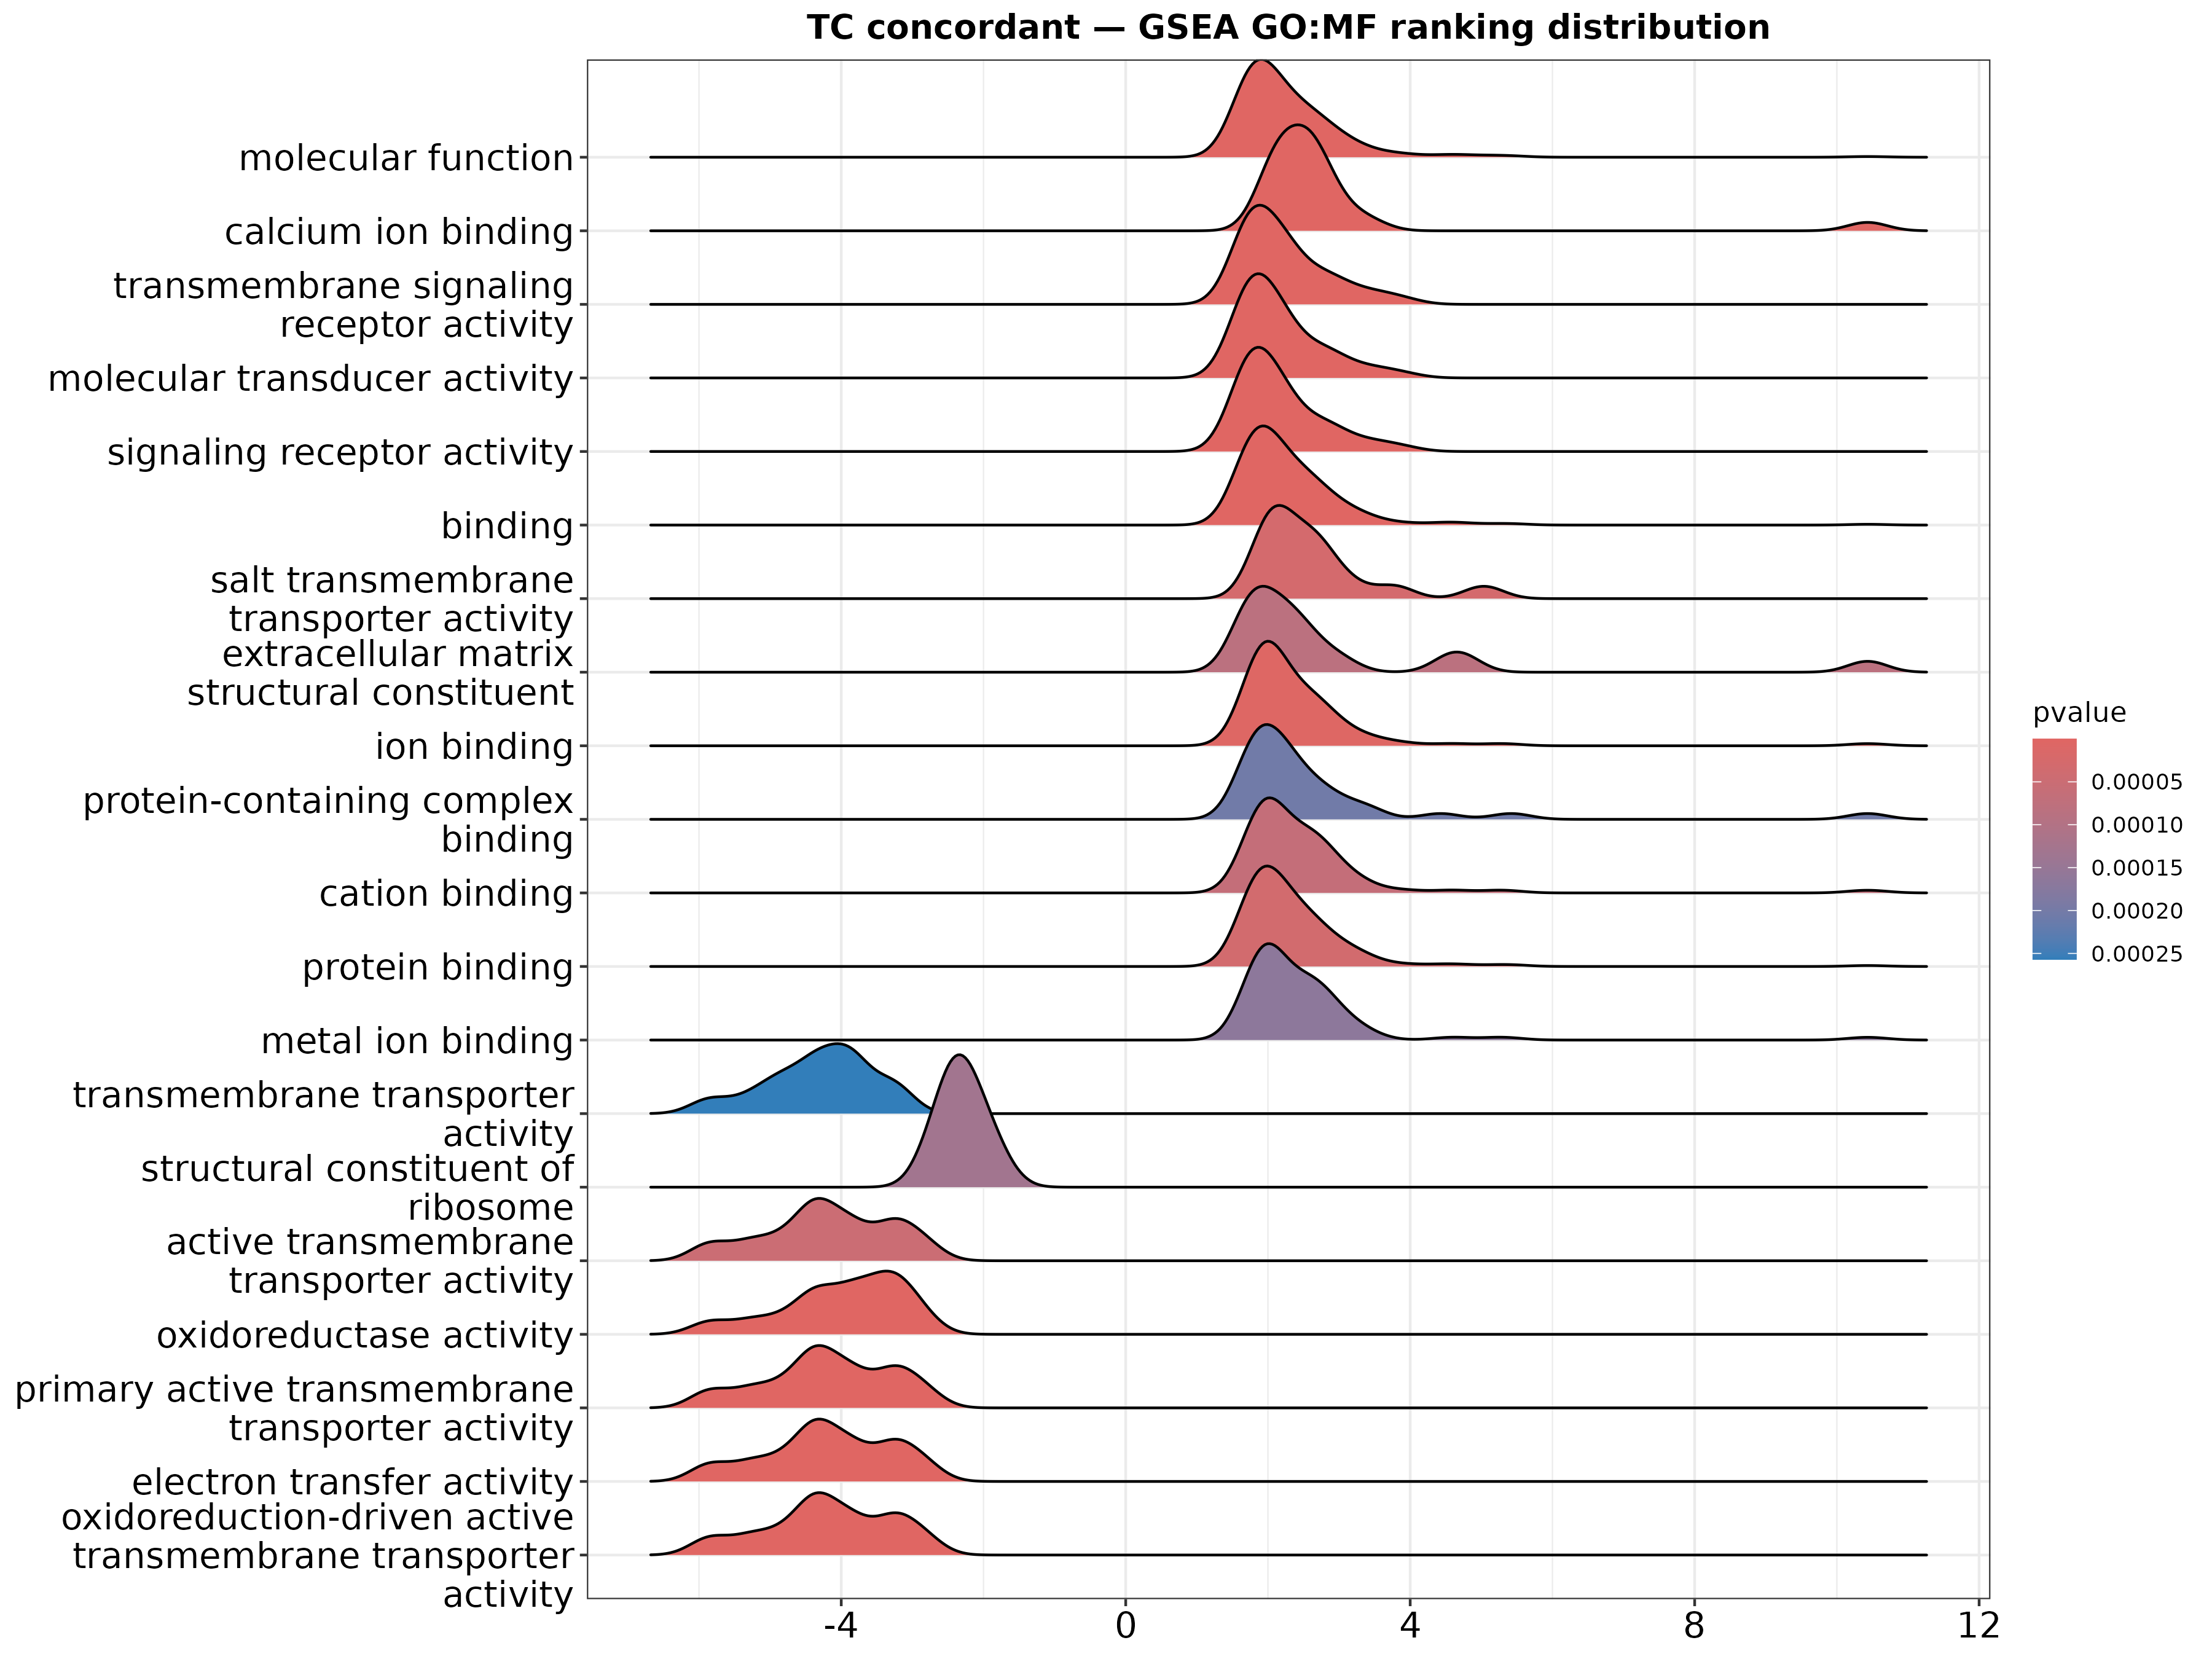 TC concordant — GSEA GO:MF ranking distribution
molecular function
calcium ion binding
transmembrane signaling
receptor activity
molecular transducer activity
signaling receptor activity
binding
salt transmembrane
transporter activity
extracellular matrix
structural constituent
ion binding
protein-containing complex
binding
cation binding
protein binding
metal ion binding
transmembrane transporter
activity
structural constituent of
ribosome
active transmembrane
transporter activity
oxidoreductase activity
primary active transmembrane
transporter activity
electron transfer activity
oxidoreduction-driven active
transmembrane transporter
activity
-4 0 4 8 12
pvalue
0.00005
0.00010
0.00015
0.00020
0.00025